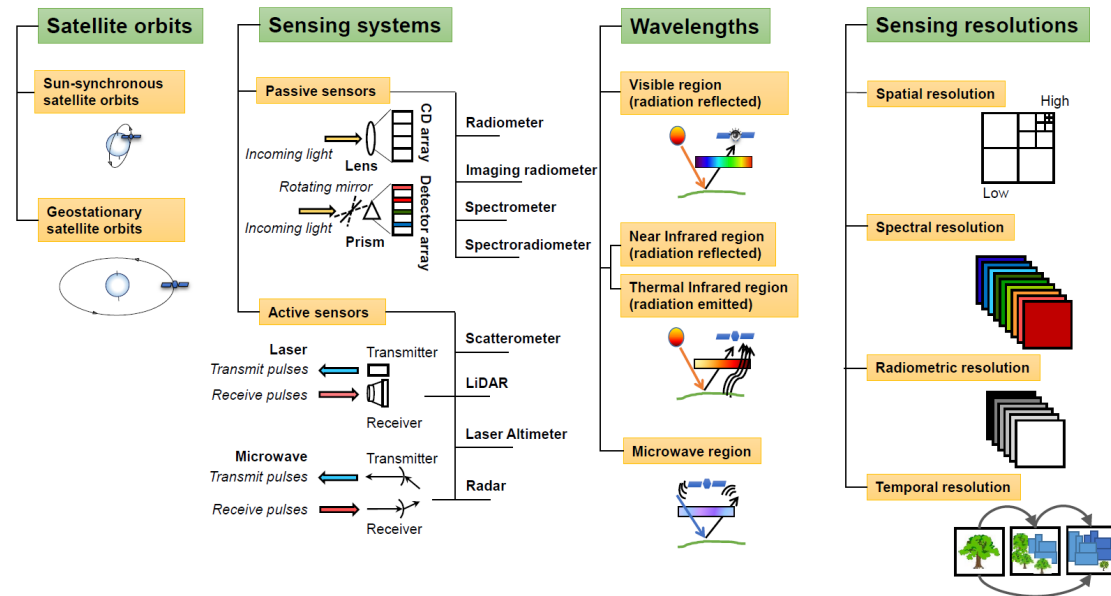 Satellite orbits
Sun-synchronous
satellite orbits
Geostationary
satellite orbits
Sensing systems
Passive sensors
Incoming light
Lens
CD array
Rotating mirror
Incoming light
Prism
Detector array
Radiometer
Imaging radiometer
Spectrometer
Spectroradiometer
Active sensors
Laser
Transmitter
Transmit pulses
Receive pulses
Receiver
Microwave
Transmitter
Transmit pulses
Receive pulses
Receiver
Scatterometer
LiDAR
Laser Altimeter
Radar
Wavelengths
Visible region
(radiation reflected)
Near Infrared region
(radiation reflected)
Thermal Infrared region
(radiation emitted)
Microwave region
Sensing resolutions
Spatial resolution
High
Low
Spectral resolution
Radiometric resolution
Temporal resolution